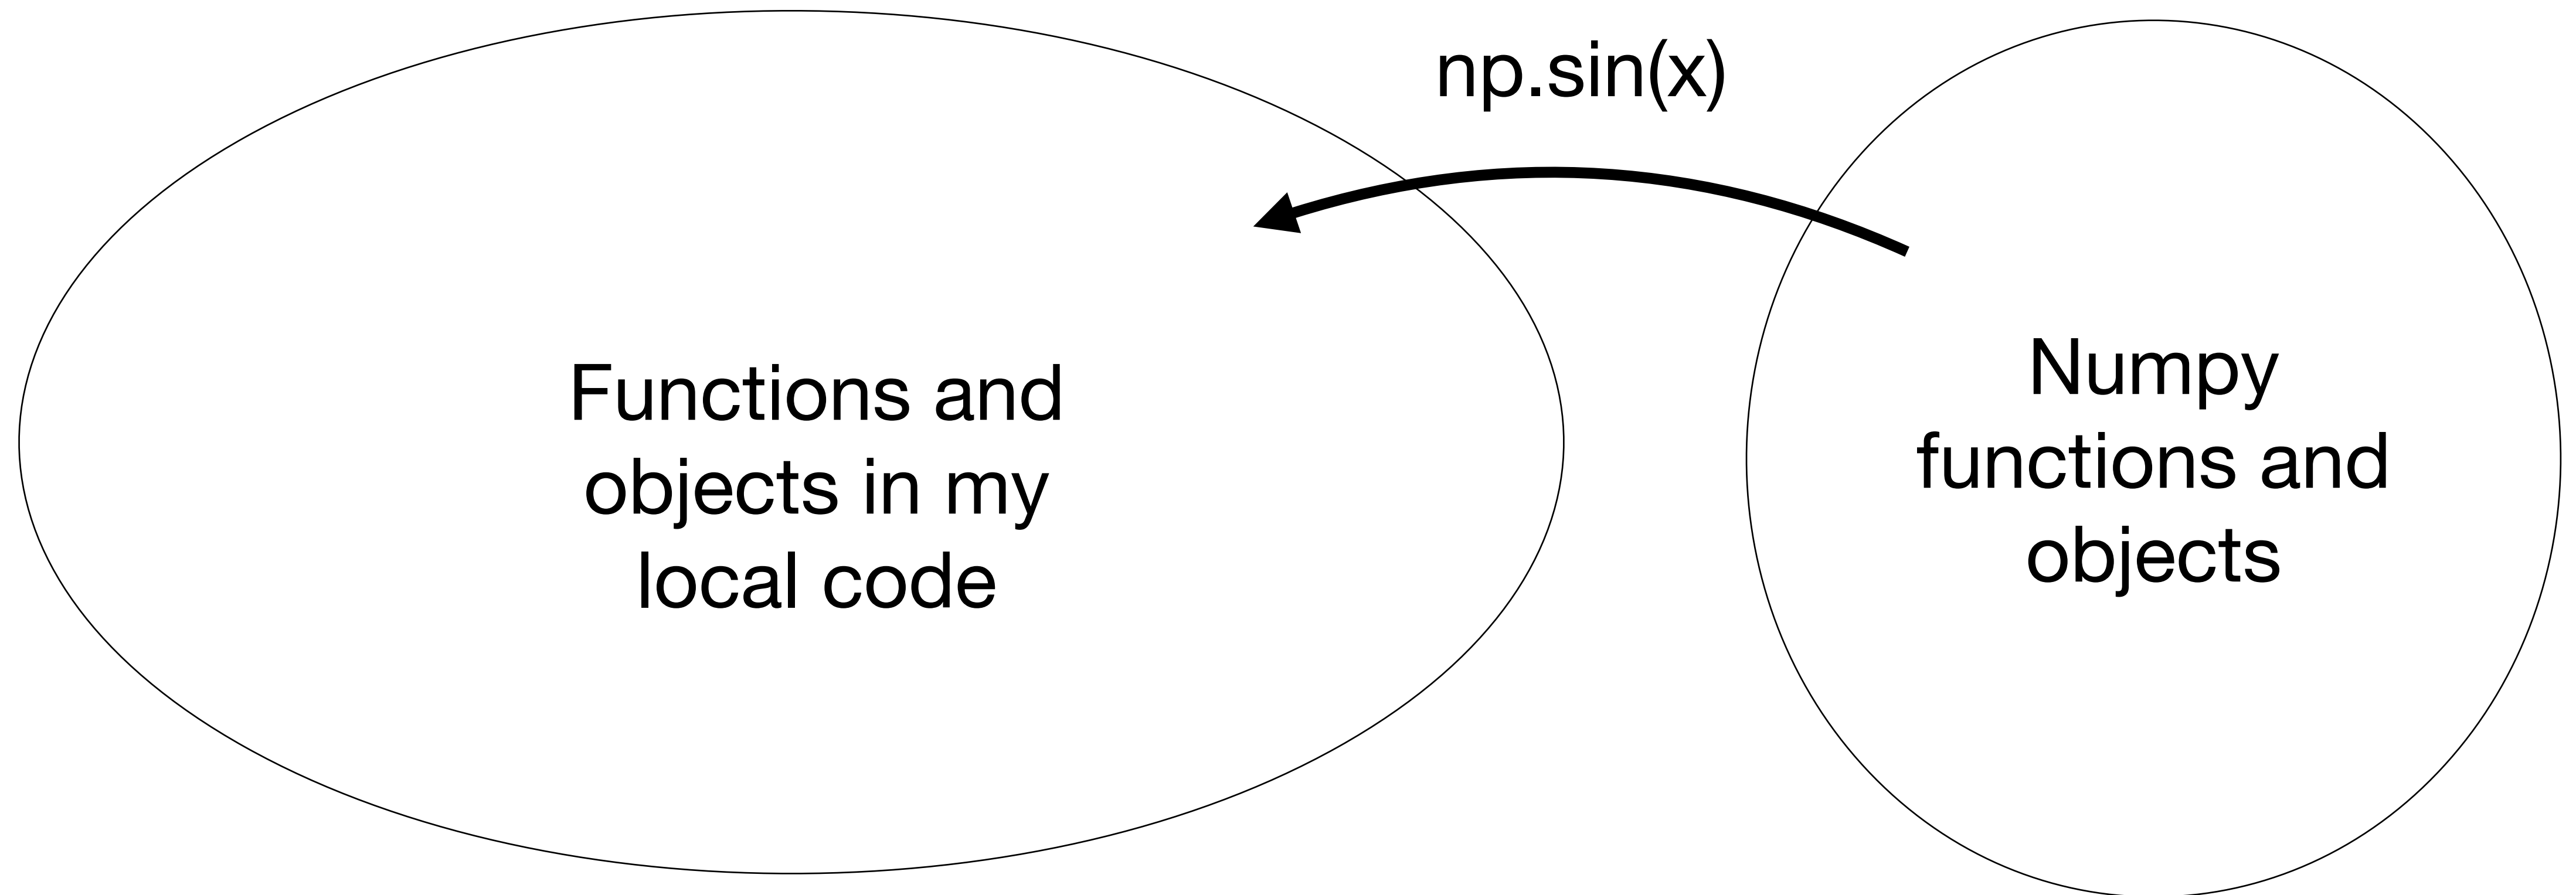 np.sin(x)
Functions and
objects in my
local code
Numpy
functions and
objects